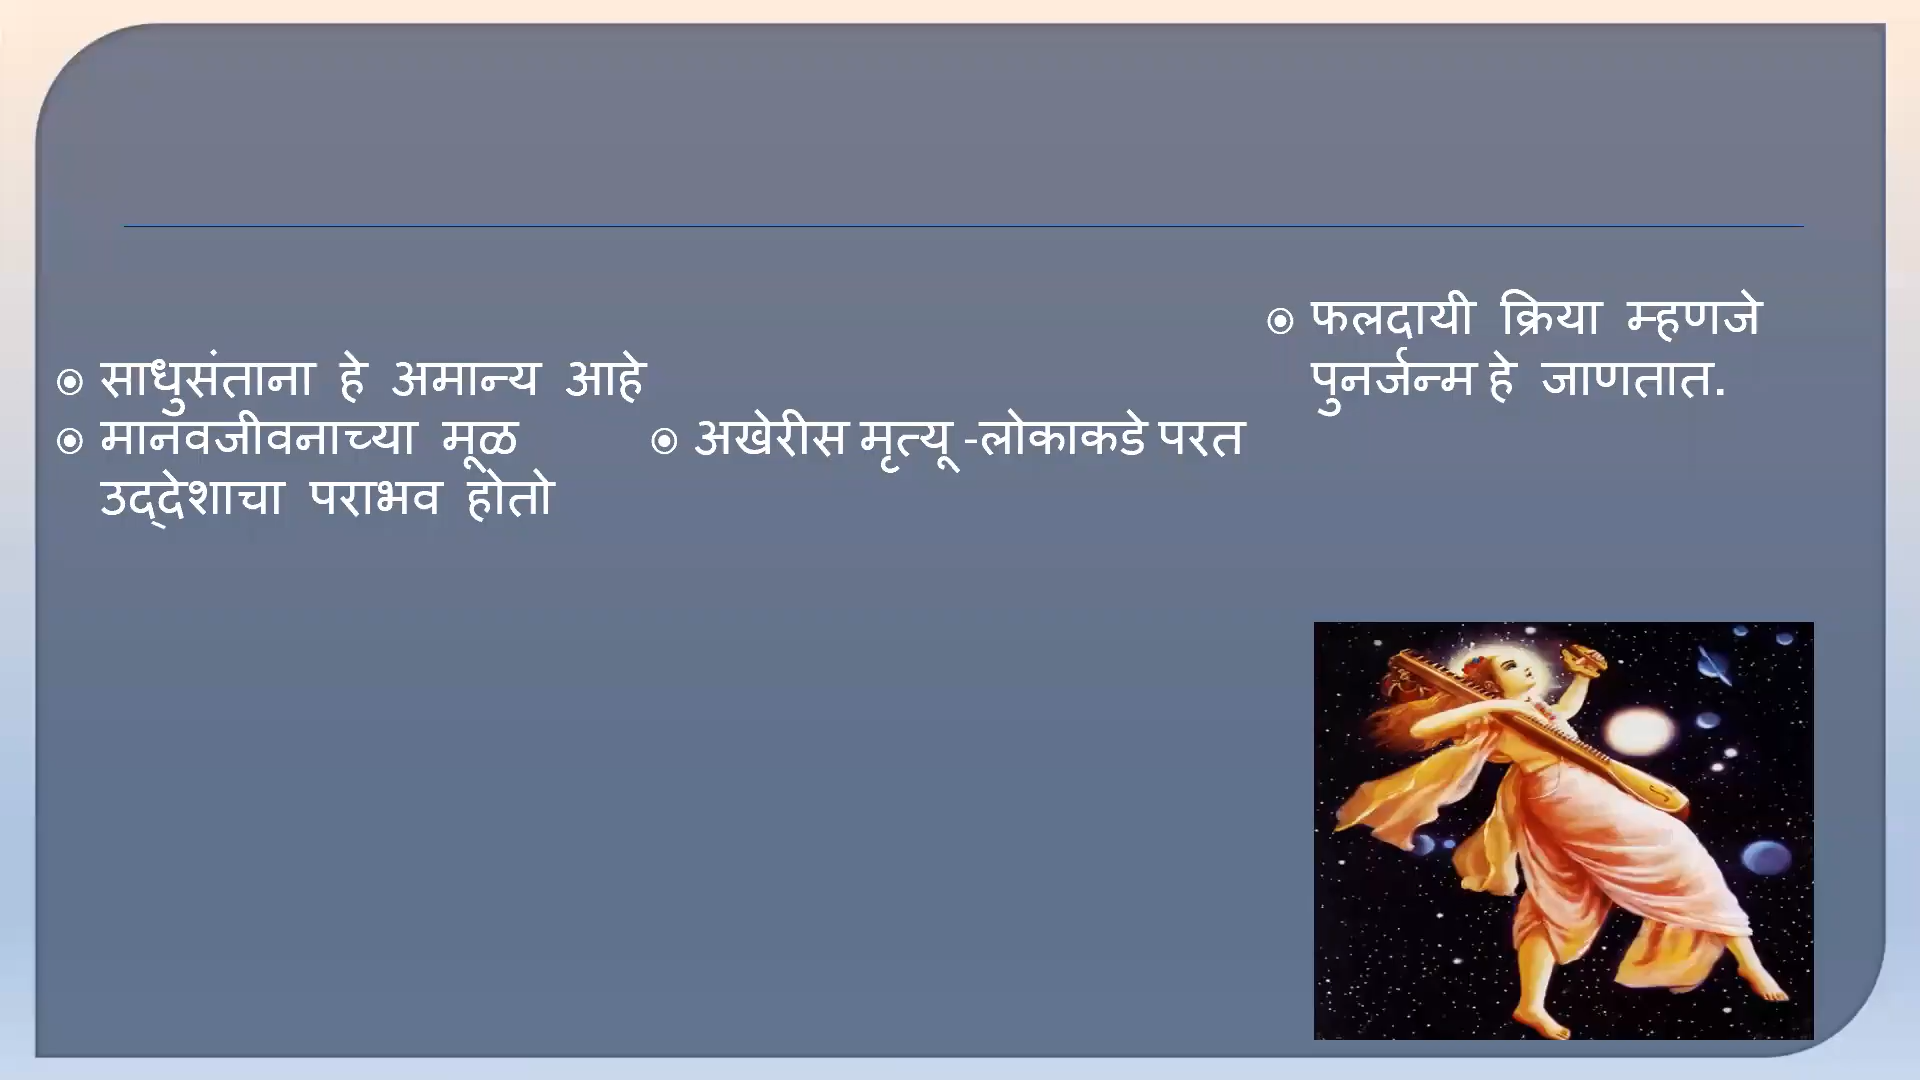 साधुसंताना हे अमान्य आहे
मानवजीवनाच्या मूळ
उद्देशाचा पराभव होतो
अखेरीस मृत्यू -लोकाकडे परत
फलदायी क्रिया म्हणजे
पुनर्जन्म हे जाणतात.